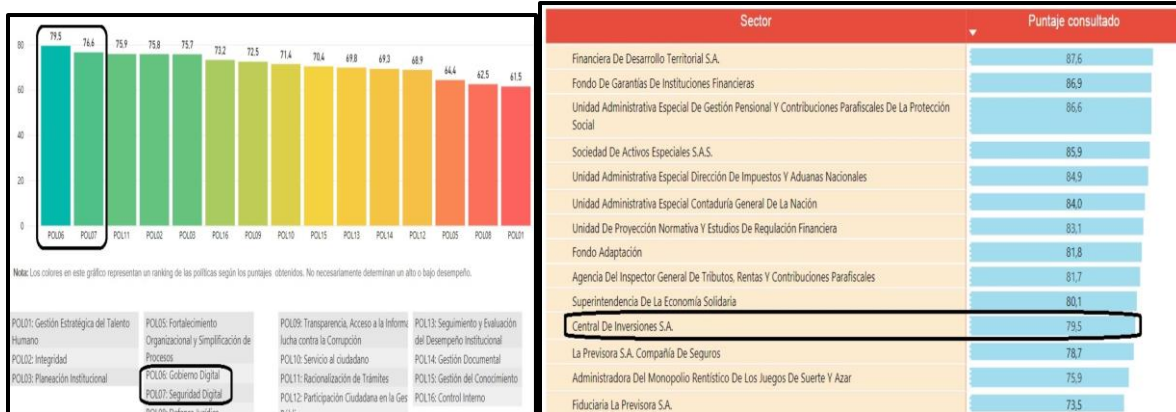 79,5
76,6
75,9
75,8
75,7
73,2
72,5
71,4
70,4
69,8
69,3
68,9
64,4
62,5
61,5
80
60
40
20
0
POL06 POL07 POL11 POL02 POL03 POL16 POL09 POL10 POL15 POL13 POL14 POL12 POL05 POL08 POL01
Nota: Los colores en este gráfico representan un ranking de las políticas según los puntajes obtenidos. No necesariamente determinan un alto o bajo desempeño.
POL01: Gestión Estratégica del Talento
Humano
POL02: Integridad
POL03: Planeación Institucional
POL05: Fortalecimiento
Organizacional y Simplificación de
Procesos
POL06: Gobierno Digital
POL07: Seguridad Digital
POL08: Defensa Jurídica
POL09: Transparencia, Acceso a la Informa
lucha contra la Corrupción
POL10: Servicio al ciudadano
POL11: Racionalización de Trámites
POL12: Participación Ciudadana en la Ges
POL13: Seguimiento y Evaluación
del Desempeño Institucional
POL14: Gestión Documental
POL15: Gestión del Conocimiento
POL16: Control Interno
Sector Puntaje consultado
Financiera De Desarrollo Territorial S.A. 87,6
Fondo De Garantías De Instituciones Financieras 86,9
Unidad Administrativa Especial De Gestión Pensional Y Contribuciones Parafiscales De La Protección 86,6
Social
Sociedad De Activos Especiales S.A.S. 85,9
Unidad Administrativa Especial Dirección De Impuestos Y Aduanas Nacionales 84,9
Unidad Administrativa Especial Contaduría General De La Nación 84,0
Unidad De Proyección Normativa Y Estudios De Regulación Financiera 83,1
Fondo Adaptación 81,8
Agencia Del Inspector General De Tributos, Rentas Y Contribuciones Parafiscales 81,7
Superintendencia De La Economía Solidaria 80,1
Central De Inversiones S.A. 79,5
La Previsora S.A. Compañía De Seguros 78,7
Administradora Del Monopolio Rentístico De Los Juegos De Suerte Y Azar 75,9
Fiduciaria La Previsora S.A. 73,5